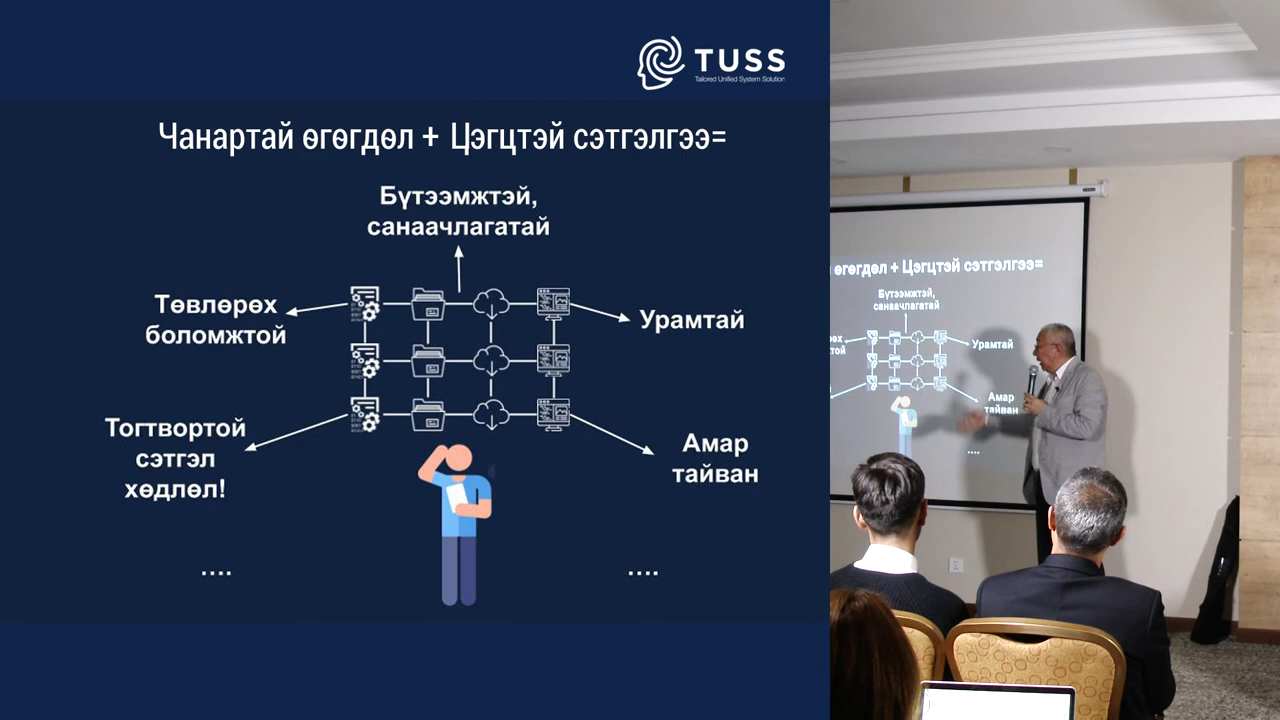 TUSS
Tailored Unified System Solution
Чанартай өгөгдөл + Цэгцтэй сэтгэлгээ=
Бүтээмжтэй,
санаачлагатай
Төвлөрөх
боломжтой
Урамтай
Тогтвортой
сэтгэл
хөдлөл!
Амар
тайван
....
....
өгөгдөл + Цэгцтэй сэтгэлгээ=
Бүтээмжтэй,
санаачлагатай
Урамтай
Амар
тайван
....